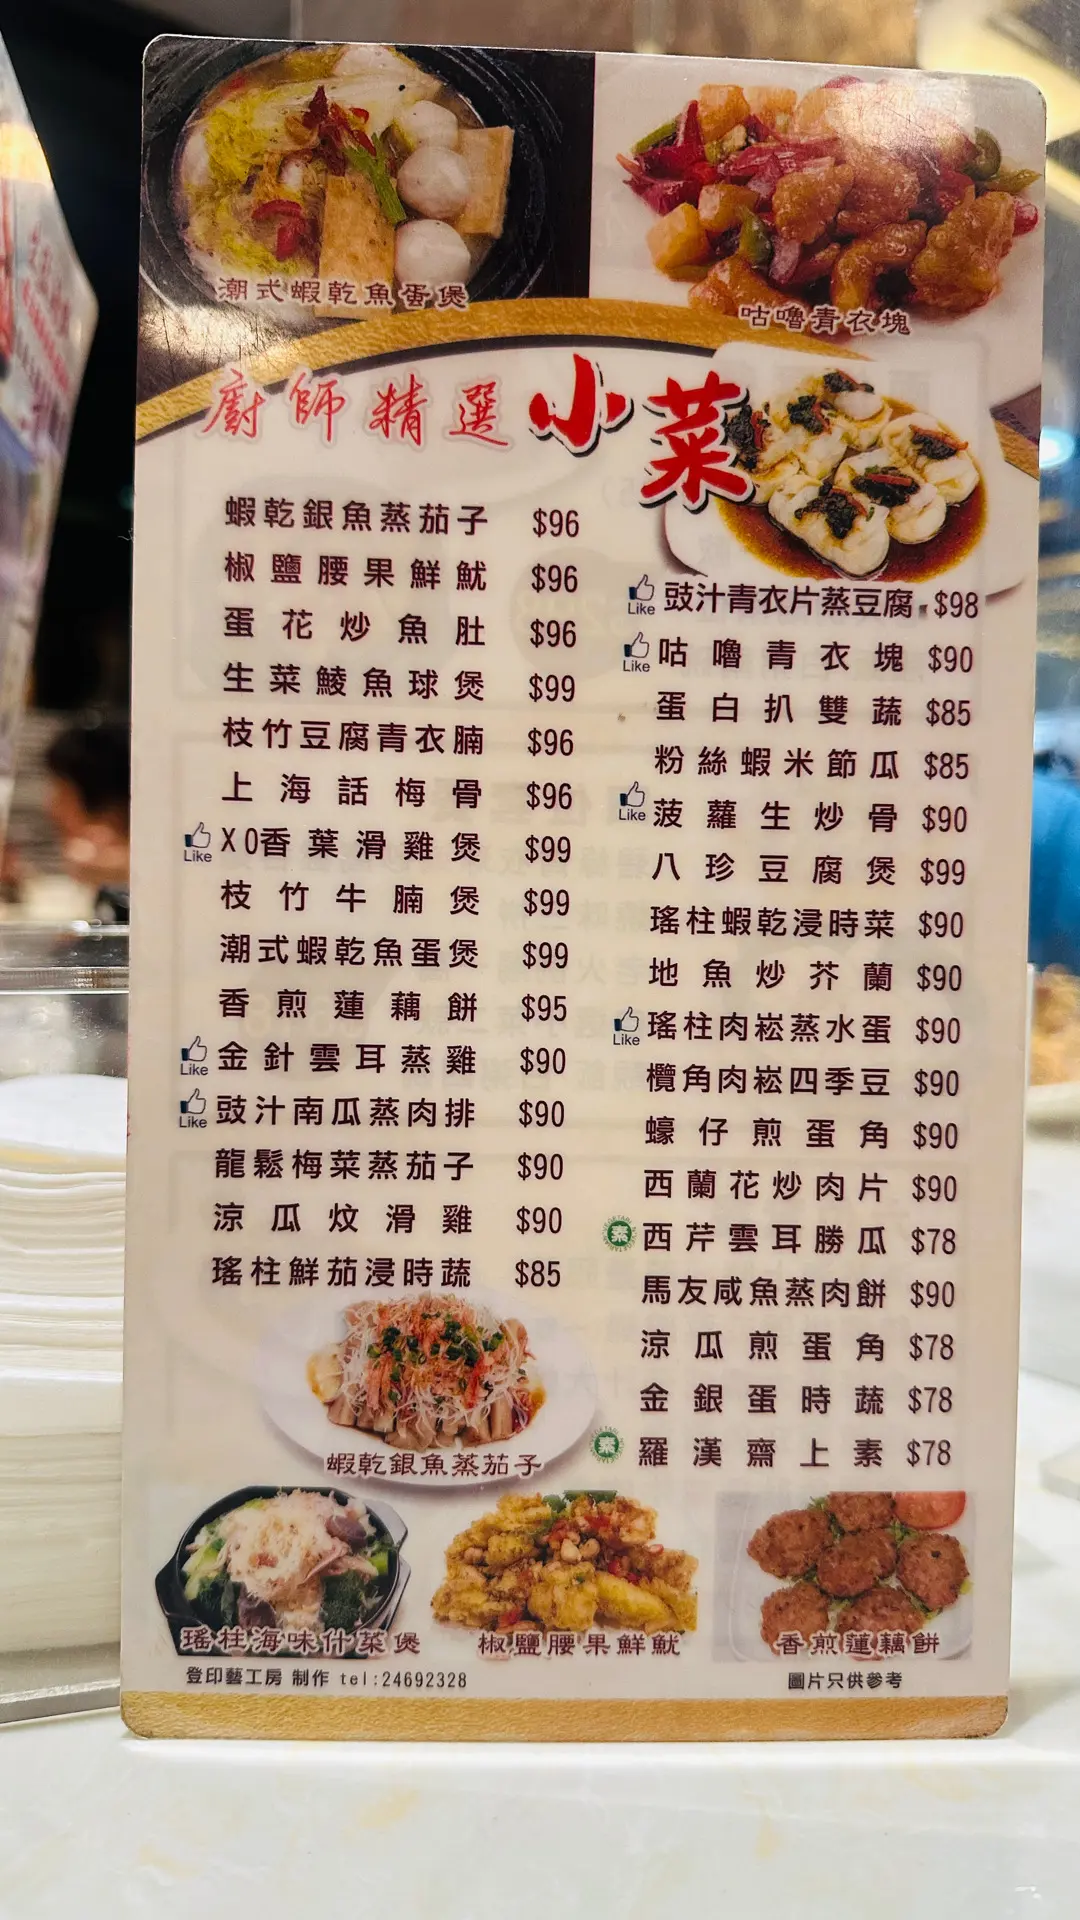 潮式蝦乾魚蛋煲
咕嚕青衣塊
廚師精選小菜
蝦乾銀魚蒸茄子 $96
椒鹽腰果鮮魷 $96
蛋花炒魚肚 $96
生菜鯪魚球煲 $99
枝竹豆腐青衣腩 $96
上海話梅骨 $96
Like XO香葉滑雞煲 $99
枝竹牛腩煲 $99
潮式蝦乾魚蛋煲 $99
香煎蓮藕餅 $95
Like 金針雲耳蒸雞 $90
Like 豉汁南瓜蒸肉排 $90
龍鬆梅菜蒸茄子 $90
涼瓜炆滑雞 $90
瑤柱鮮茄浸時蔬 $85
Like 豉汁青衣片蒸豆腐 $98
Like 咕嚕青衣塊 $90
蛋白扒雙蔬 $85
粉絲蝦米節瓜 $85
Like 菠蘿生炒骨 $90
八珍豆腐煲 $99
瑤柱蝦乾浸時菜 $90
地魚炒芥蘭 $90
Like 瑤柱肉崧蒸水蛋 $90
欖角肉崧四季豆 $90
蠔仔煎蛋角 $90
西蘭花炒肉片 $90
素 西芹雲耳勝瓜 $78
馬友咸魚蒸肉餅 $90
涼瓜煎蛋角 $78
金銀蛋時蔬 $78
素 羅漢齋上素 $78
蝦乾銀魚蒸茄子
瑤柱海味什菜煲
椒鹽腰果鮮魷
香煎蓮藕餅
登印藝工房 制作 tel:24692328
圖片只供參考